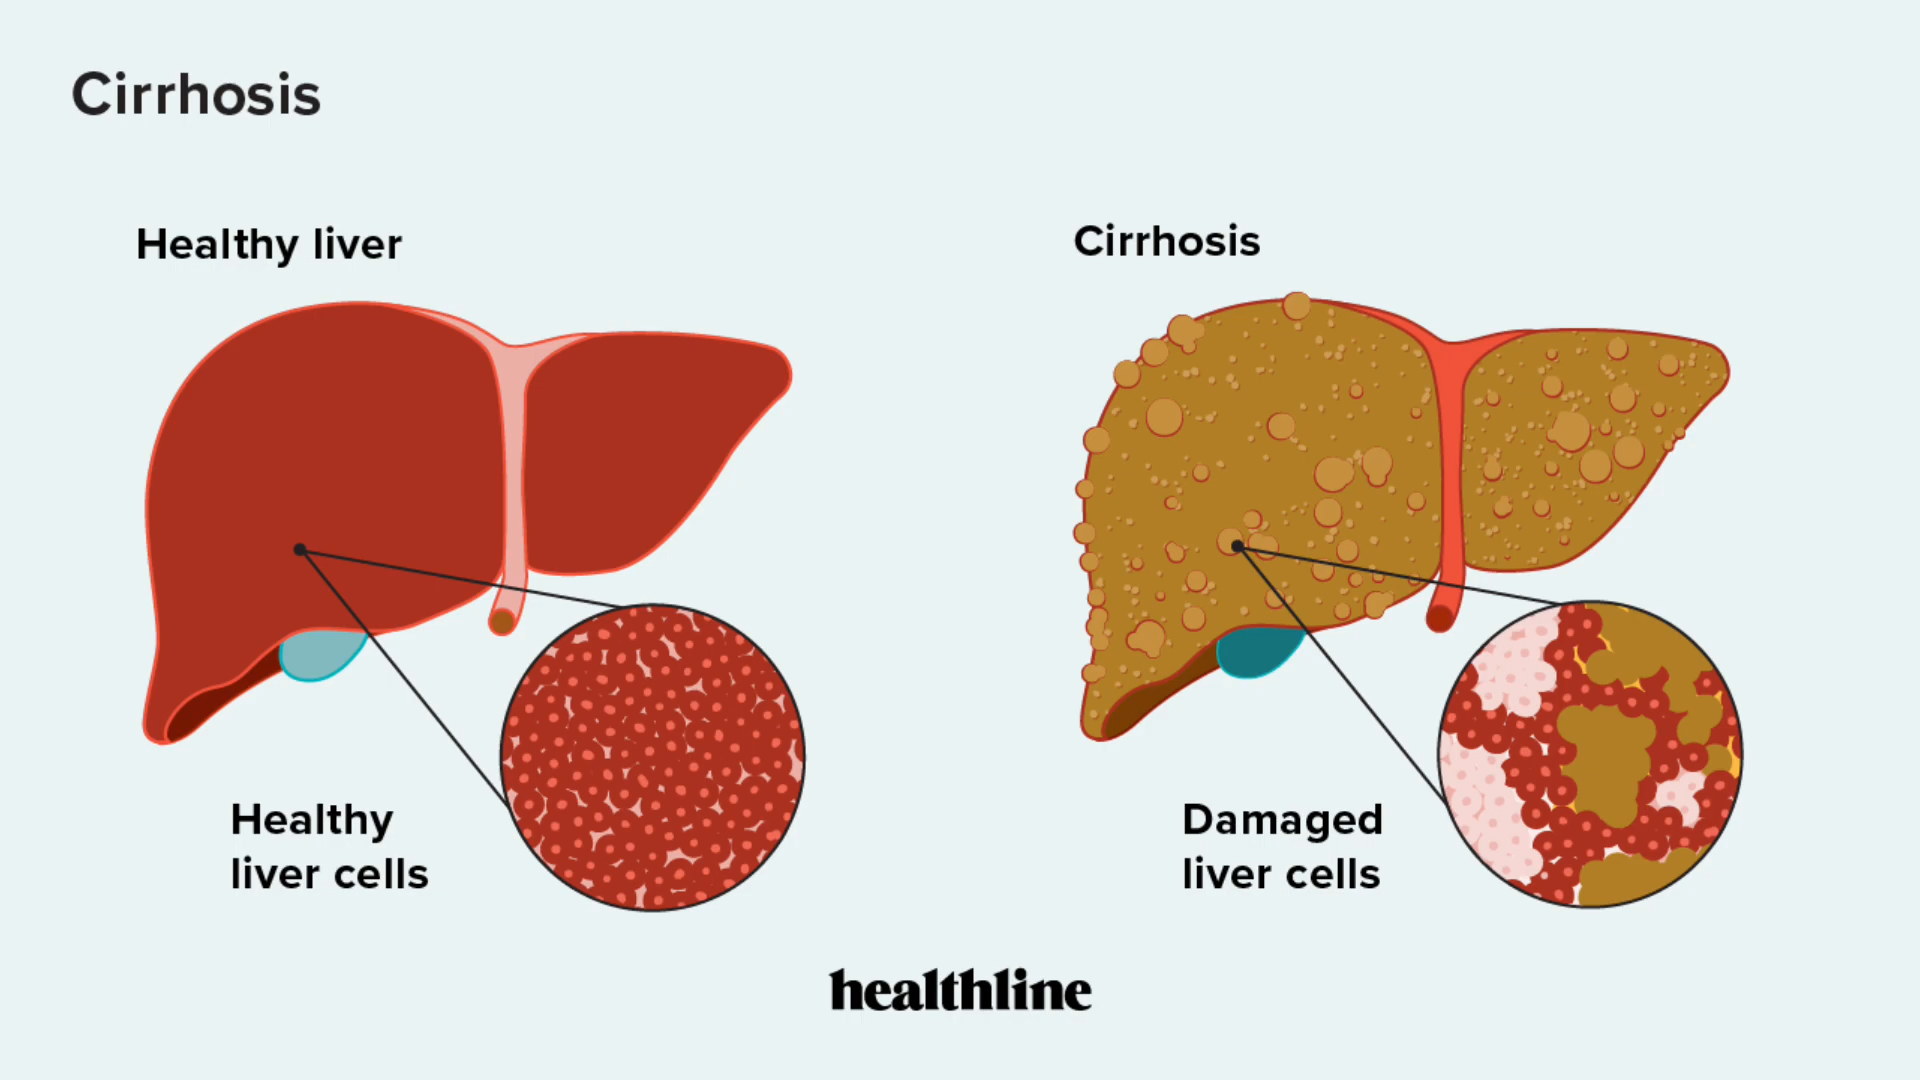 Cirrhosis
Healthy liver
Cirrhosis
Healthy
liver cells
Damaged
liver cells
healthline